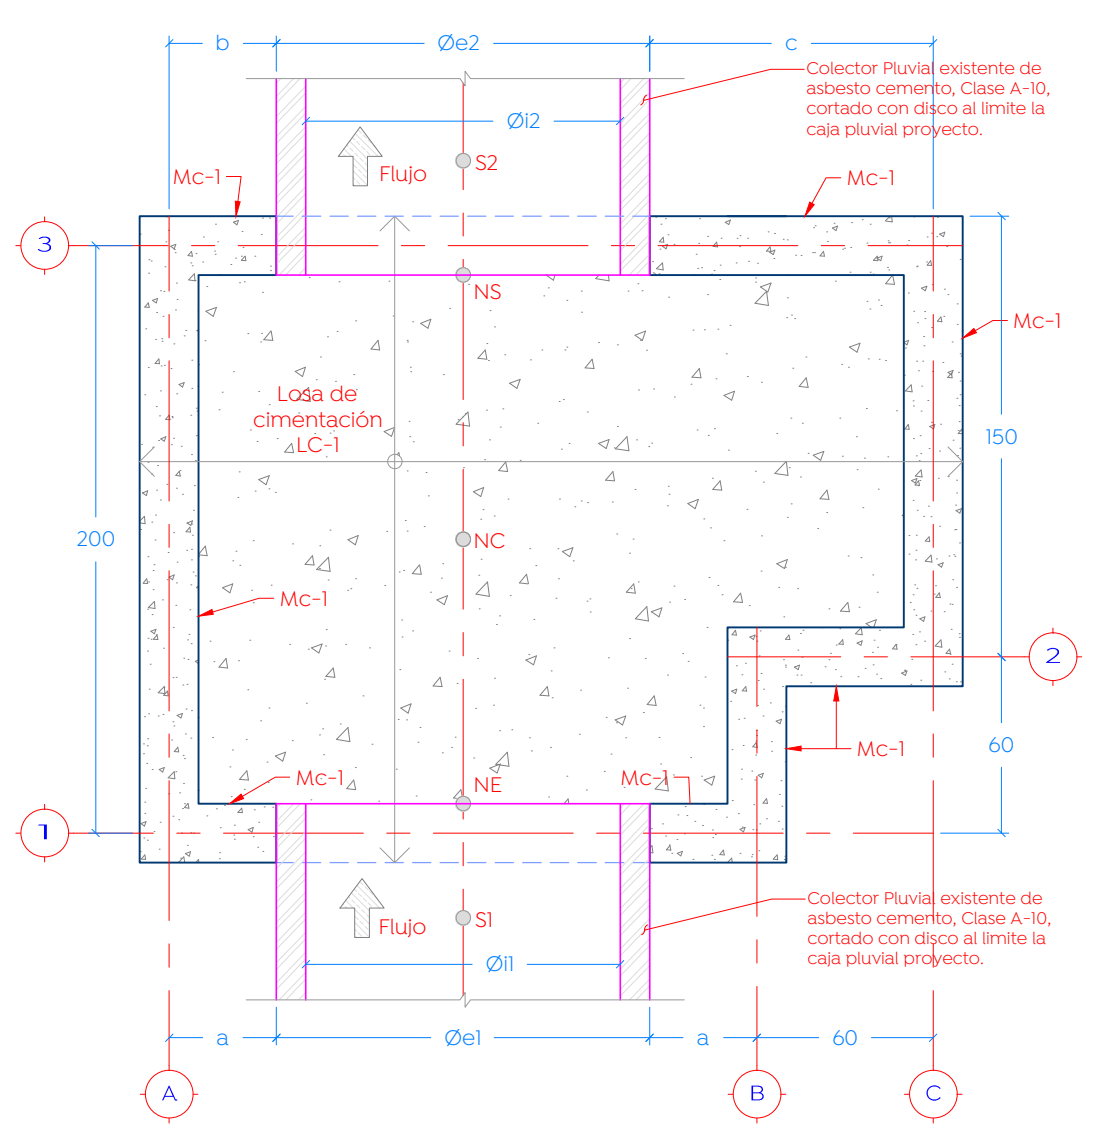 b
Øe2
c
Colector Pluvial existente de
asbesto cemento, Clase A-10,
cortado con disco al limite la
caja pluvial proyecto.
Øi2
S2
Flujo
Mc-1
Mc-1
3
NS
Mc-1
Losa de
cimentación
LC-1
150
200
NC
Mc-1
2
60
Mc-1
Mc-1
NE
Mc-1
1
Colector Pluvial existente de
asbesto cemento, Clase A-10,
cortado con disco al limite la
caja pluvial proyecto.
Flujo
S1
Øi1
a
Øe1
a
60
A
B
C